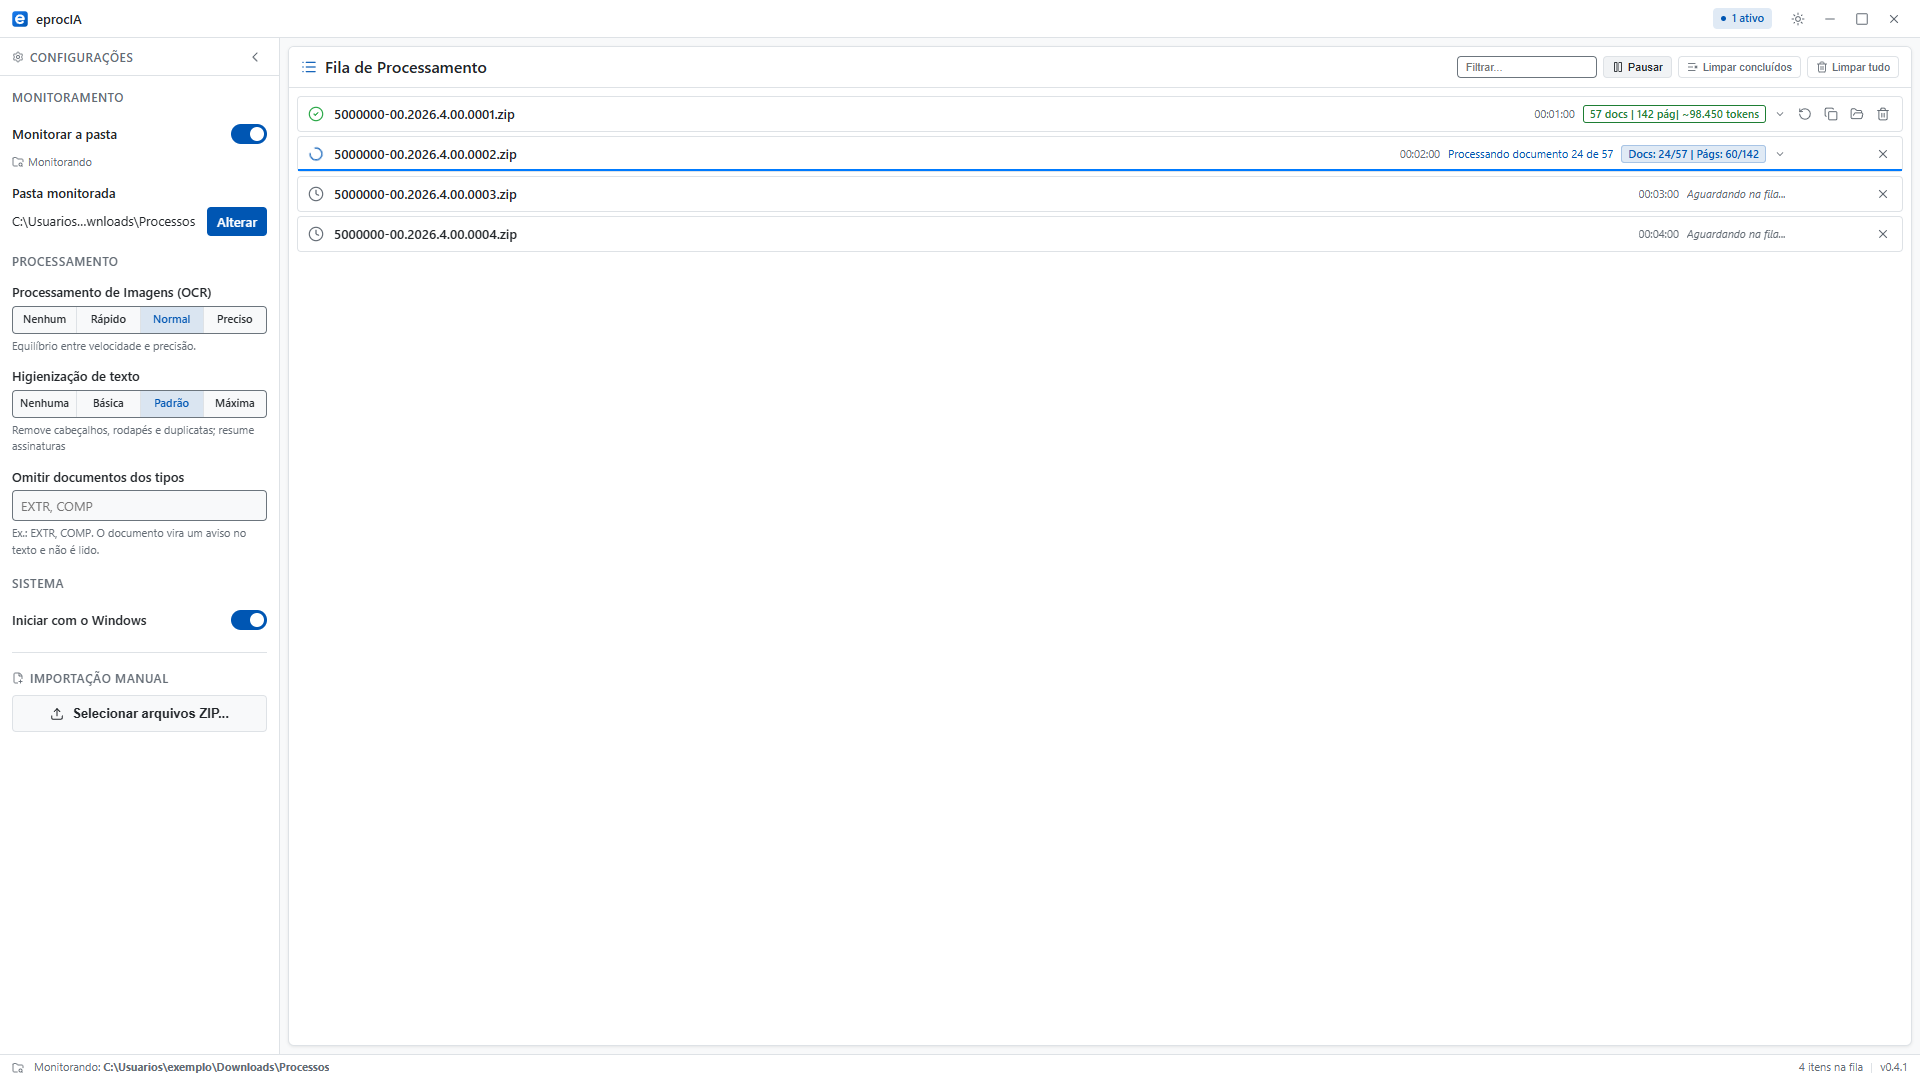 eprocIA
1 ativo
CONFIGURAÇÕES
MONITORAMENTO
Monitorar a pasta
Monitorando
Pasta monitorada
C:\Usuarios...wnloads\Processos
Alterar
PROCESSAMENTO
Processamento de Imagens (OCR)
Nenhum Rápido Normal Preciso
Equilíbrio entre velocidade e precisão.
Higienização de texto
Nenhuma Básica Padrão Máxima
Remove cabeçalhos, rodapés e duplicatas; resume
assinaturas
Omitir documentos dos tipos
EXTR, COMP
Ex.: EXTR, COMP. O documento vira um aviso no
texto e não é lido.
SISTEMA
Iniciar com o Windows
IMPORTAÇÃO MANUAL
Selecionar arquivos ZIP...
Fila de Processamento
Filtrar...
Pausar
Limpar concluídos
Limpar tudo
5000000-00.2026.4.00.0001.zip 00:01:00 57 docs | 142 pág| ~98.450 tokens
5000000-00.2026.4.00.0002.zip 00:02:00 Processando documento 24 de 57 Docs: 24/57 | Págs: 60/142
5000000-00.2026.4.00.0003.zip 00:03:00 Aguardando na fila...
5000000-00.2026.4.00.0004.zip 00:04:00 Aguardando na fila...
Monitorando: C:\Usuarios\exemplo\Downloads\Processos
4 itens na fila
v0.4.1